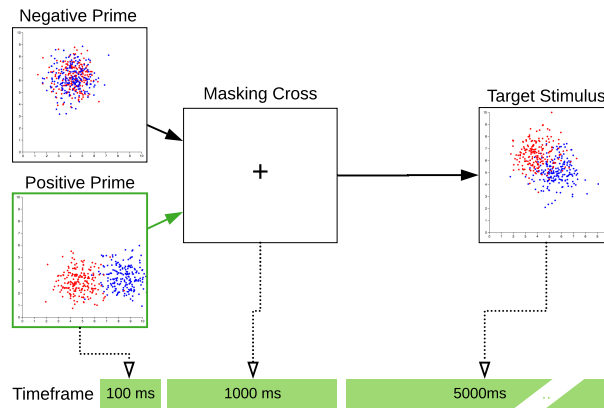 Negative Prime
Masking Cross
Target Stimulus
Positive Prime
Timeframe
100 ms
1000 ms
5000ms